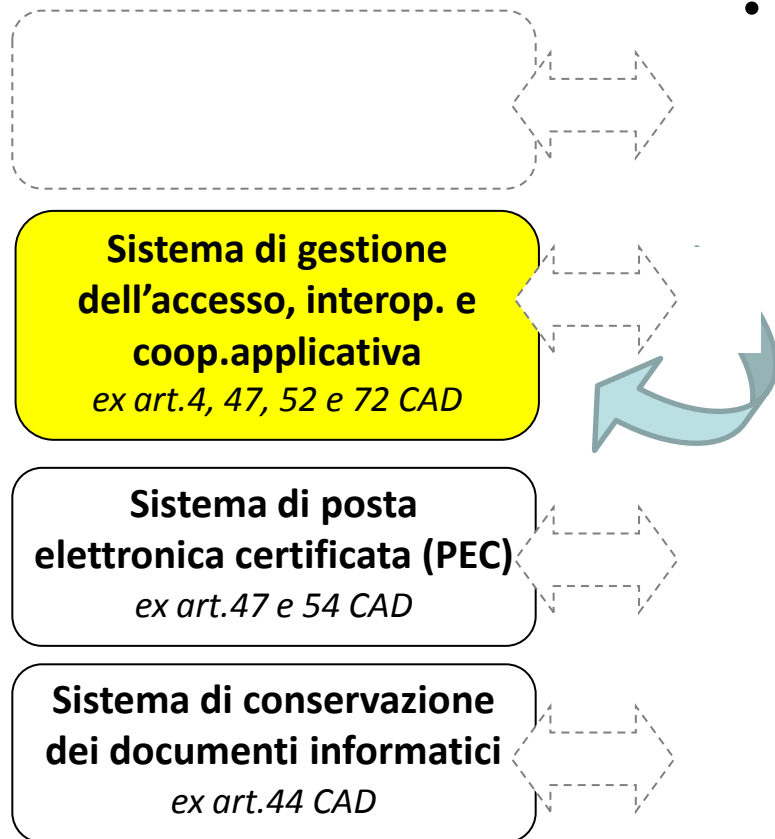 •
Sistema di gestione
dell’accesso, interop. e
coop.applicativa
ex art.4, 47, 52 e 72 CAD
Sistema di posta
elettronica certificata (PEC)
ex art.47 e 54 CAD
Sistema di conservazione
dei documenti informatici
ex art.44 CAD